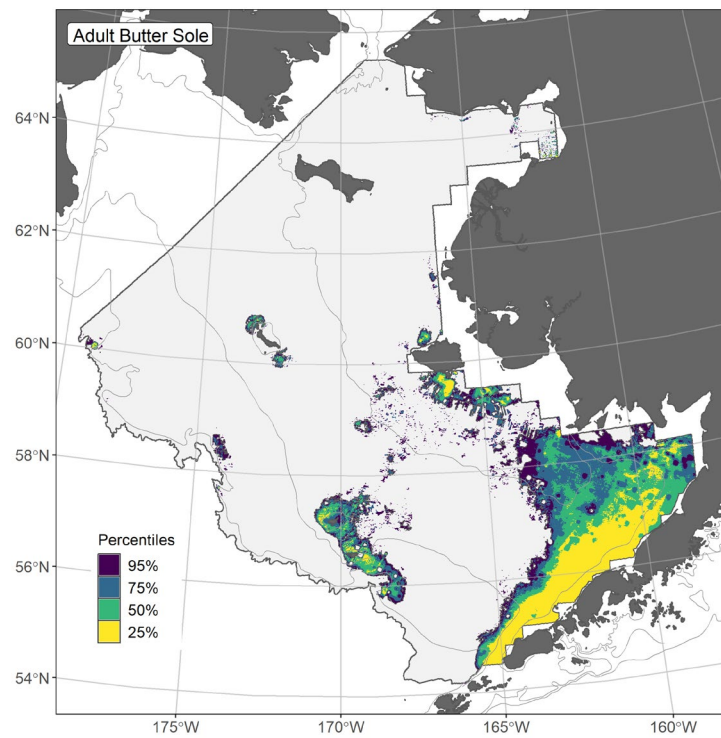 Adult Butter Sole
64°N
62°N
60°N
58°N
56°N
54°N
Percentiles
95%
75%
50%
25%
175°W
170°W
165°W
160°W